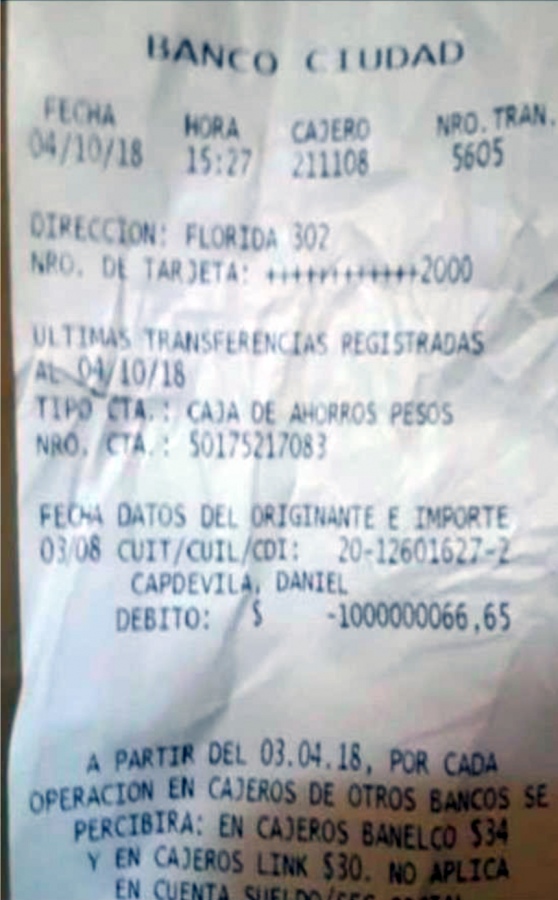 BANCO CIUDAD
FECHA HORA CAJERO NRO. TRAN.
04/10/18 15:27 211108 5605
DIRECCION: FLORIDA 302
NRO. DE TARJETA: ++++++++++++2000
ULTIMAS TRANSFERENCIAS REGISTRADAS
AL 04/10/18
TIPO CTA.: CAJA DE AHORROS PESOS
NRO. CTA.: 50175217083
FECHA DATOS DEL ORIGINANTE E IMPORTE
03/08 CUIT/CUIL/CDI: 20-12601627-2
CAPDEVILA, DANIEL
DEBITO: $ -1000000066,65
A PARTIR DEL 03.04.18, POR CADA
OPERACION EN CAJEROS DE OTROS BANCOS SE
PERCIBIRA: EN CAJEROS BANELCO $34
Y EN CAJEROS LINK $30. NO APLICA
EN CUENTA SUELDO/SEG